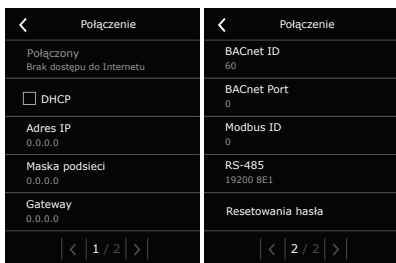 Połączenie
Połączony
Brak dostępu do Internetu
DHCP
Adres IP
0.0.0.0
Maska podsieci
0.0.0.0
Gateway
0.0.0.0
1 / 2
Połączenie
BACnet ID
60
BACnet Port
0
Modbus ID
0
RS-485
19200 8E1
Resetowania hasła
2 / 2